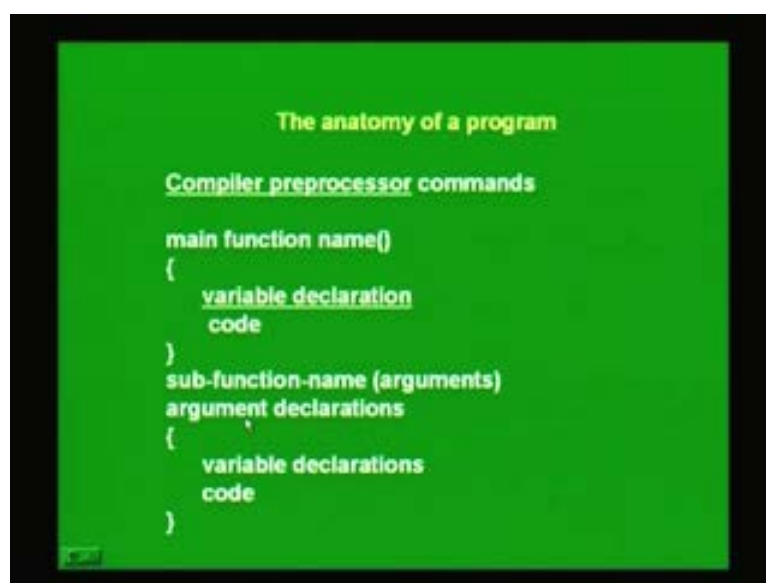 The anatomy of a program
Compiler preprocessor commands
main function name()
{
variable declaration
code
}
sub-function-name (arguments)
argument declarations
{
variable declarations
code
}